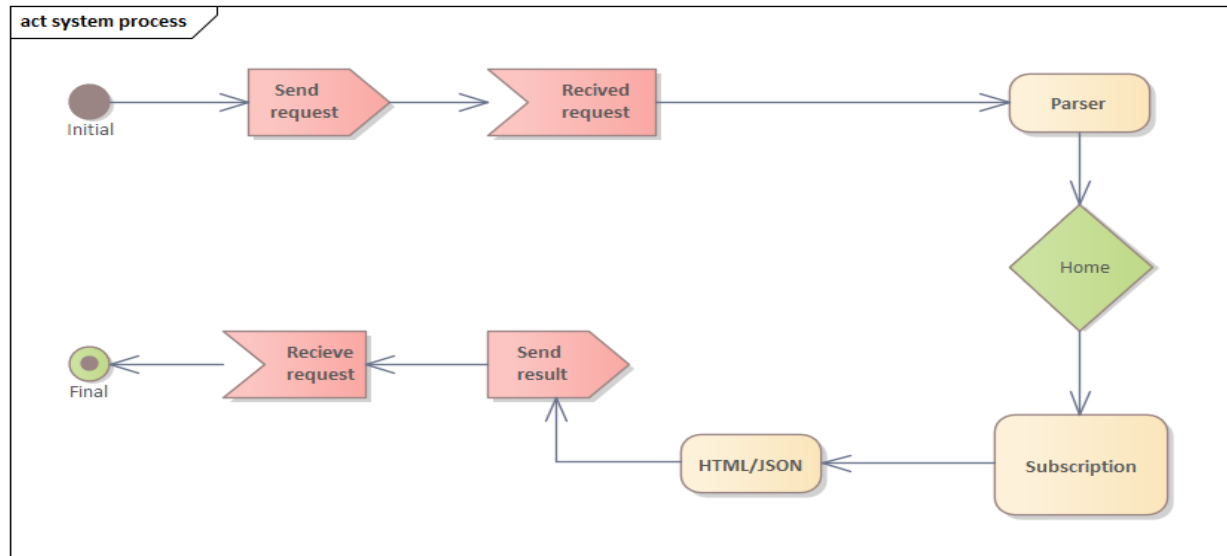 act system process
Send
request
Recived
request
Parser
Initial
Home
Recieve
request
Send
result
Final
HTML/JSON
Subscription